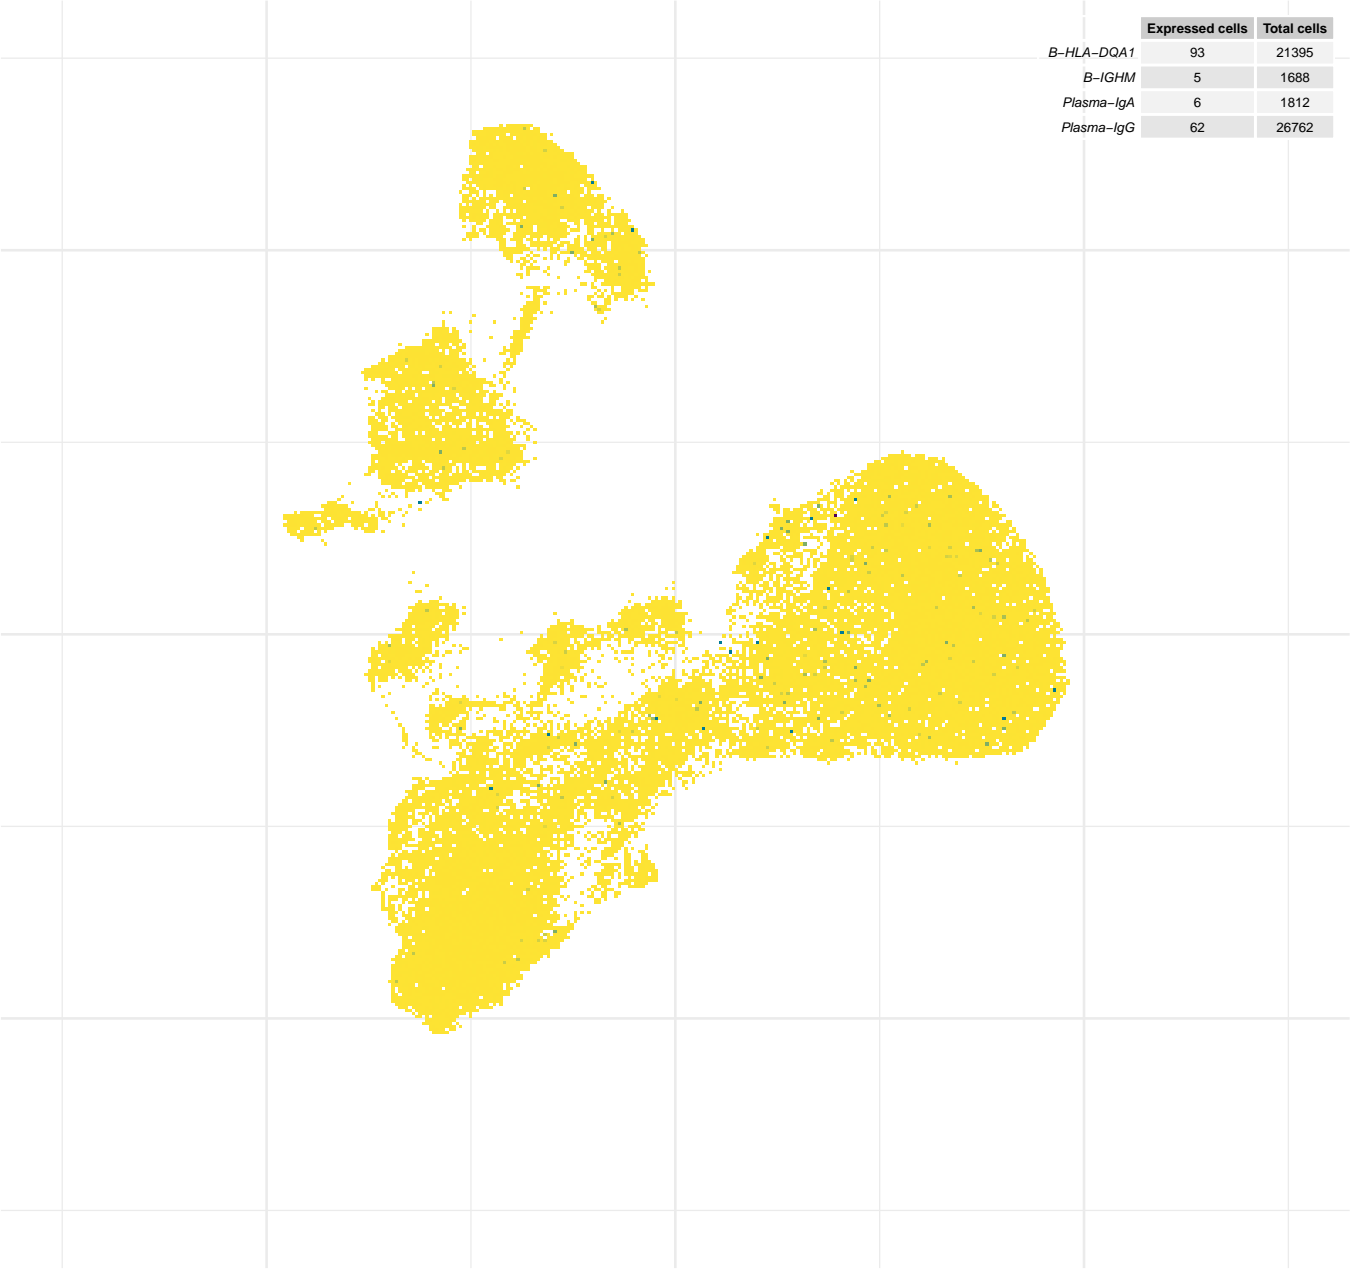 Expressed cells Total cells
B−HLA−DQA1 93 21395
B−IGHM 5 1688
Plasma−IgA 6 1812
Plasma−IgG 62 26762